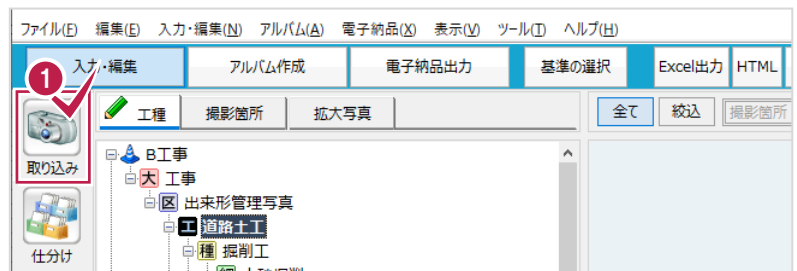 ファイル(F) 編集(E) 入力・編集(N) アルバム(A) 電子納品(X) 表示(V) ツール(T) ヘルプ(H)
入力・編集 アルバム作成 電子納品出力 基準の選択 Excel出力 HTML
1
工種 撮影箇所 拡大写真 全て 絞込 撮影箇所
取り込み
B工事
大 工事
区 出来形管理写真
工 道路土工
種 掘削工
仕分け